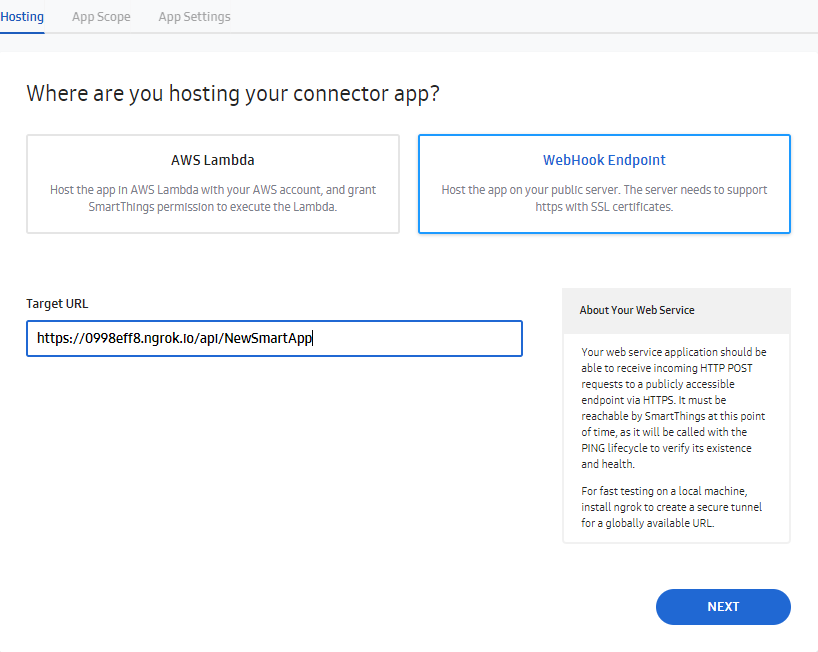 Hosting App Scope App Settings
Where are you hosting your connector app?
AWS Lambda
Host the app in AWS Lambda with your AWS account, and grant
SmartThings permission to execute the Lambda.
WebHook Endpoint
Host the app on your public server. The server needs to support
https with SSL certificates.
Target URL
https://0998eff8.ngrok.io/api/NewSmartApp
About Your Web Service
Your web service application should be
able to receive incoming HTTP POST
requests to a publicly accessible
endpoint via HTTPS. It must be
reachable by SmartThings at this point
of time, as it will be called with the
PING lifecycle to verify its existence
and health.
For fast testing on a local machine,
install ngrok to create a secure tunnel
for a globally available URL.
NEXT